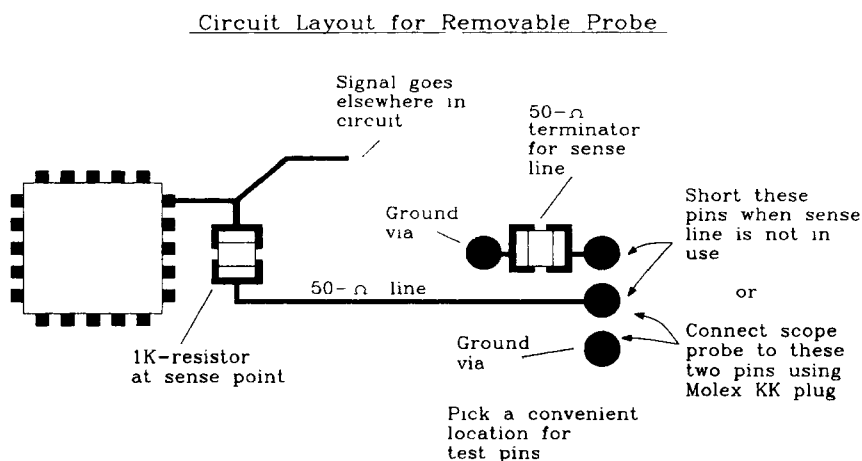 Circuit Layout for Removable Probe
Signal goes
elsewhere in
circuit
50-Ω
terminator
for sense
line
Ground
via
Short these
pins when sense
line is not in
use
or
50-Ω line
1K-resistor
at sense point
Ground
via
Connect scope
probe to these
two pins using
Molex KK plug
Pick a convenient
location for
test pins